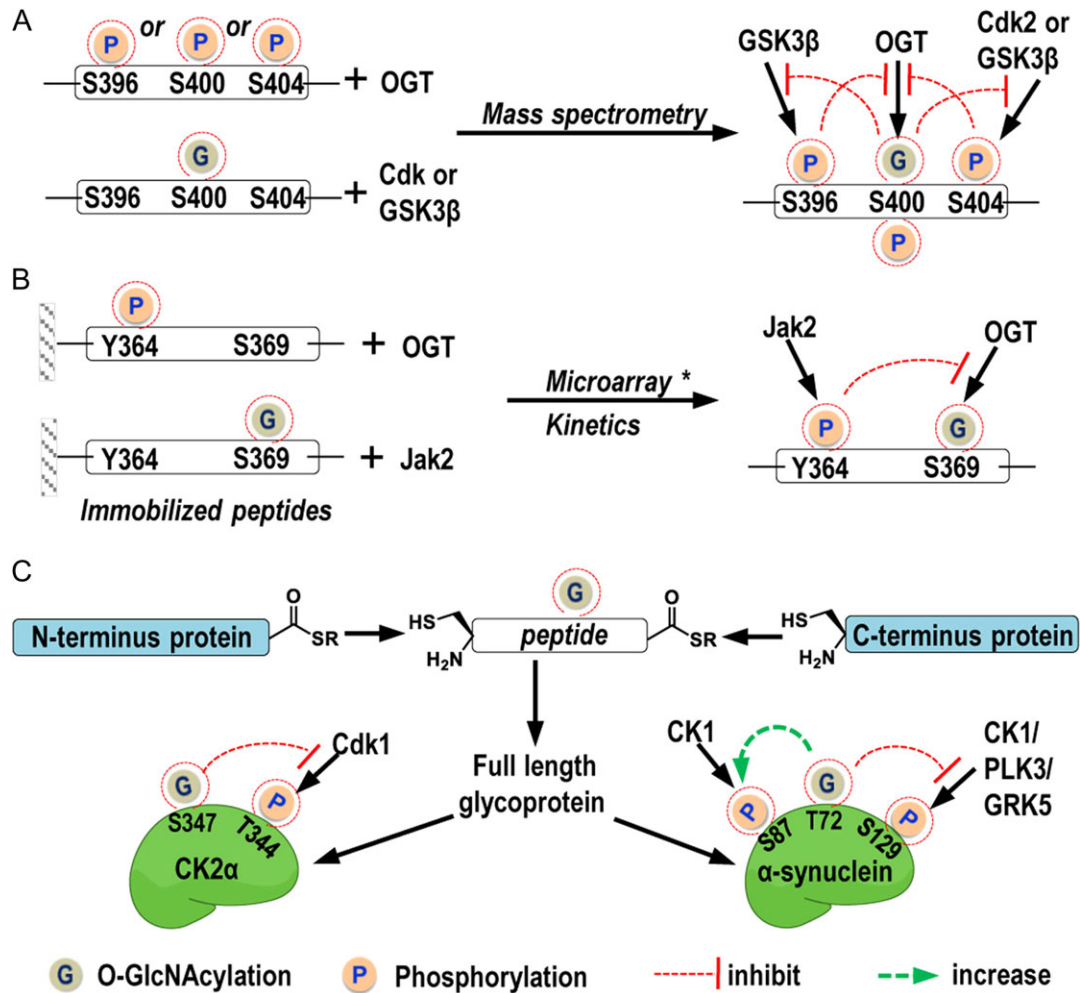 A
P or P or P
S396 S400 S404 + OGT
G
S396 S400 S404 + Cdk or
GSK3β
Mass spectrometry
GSK3β OGT Cdk2 or
GSK3β
P G P
S396 S400 S404
P
B
P
Y364 S369 + OGT
G
Y364 S369 + Jak2
Immobilized peptides
Microarray *
Kinetics
Jak2 OGT
P G
Y364 S369
C
G
N-terminus protein O SR HS H₂N peptide O SR HS H₂N C-terminus protein
Full length
glycoprotein
Cdk1
G P
S347 T344
CK2α
CK1 CK1/
PLK3/
GRK5
P G P
S87 T72 S129
α-synuclein
G O-GlcNAcylation P Phosphorylation inhibit increase